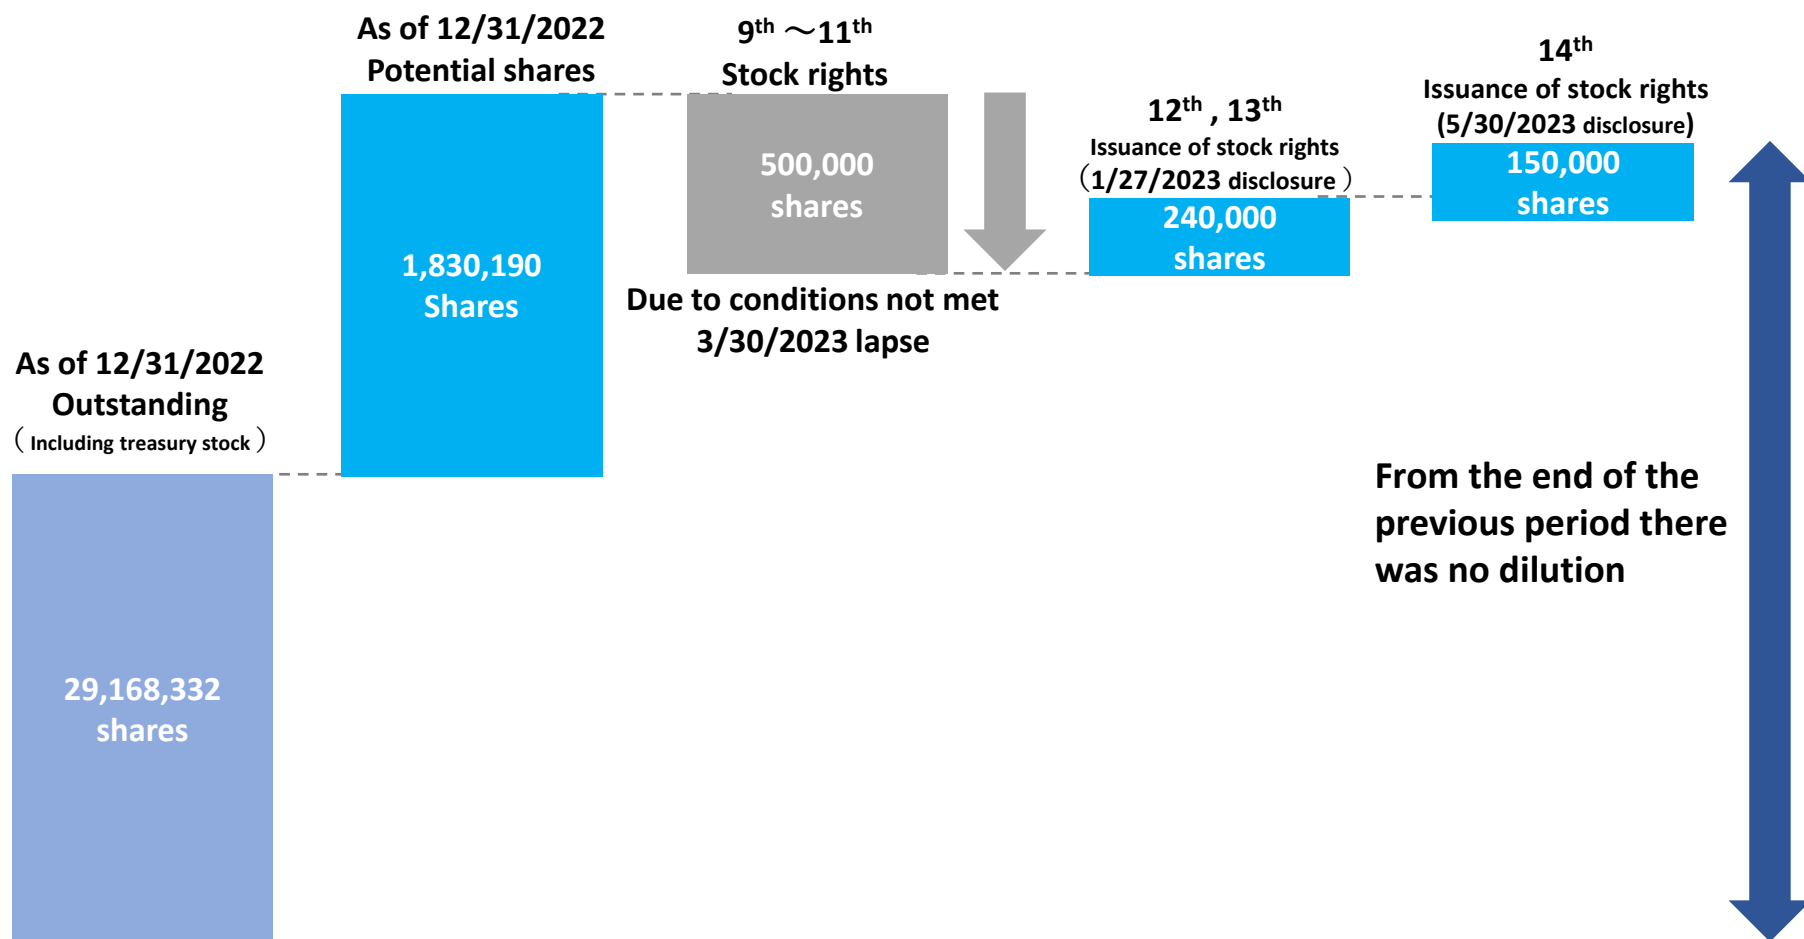 As of 12/31/2022
Outstanding
（ Including treasury stock ）
29,168,332
shares
As of 12/31/2022
Potential shares
1,830,190
Shares
9th ～11th
Stock rights
500,000
shares
Due to conditions not met
3/30/2023 lapse
12th , 13th
Issuance of stock rights
（1/27/2023 disclosure ）
240,000
shares
14th
Issuance of stock rights
(5/30/2023 disclosure)
150,000
shares
From the end of the
previous period there
was no dilution